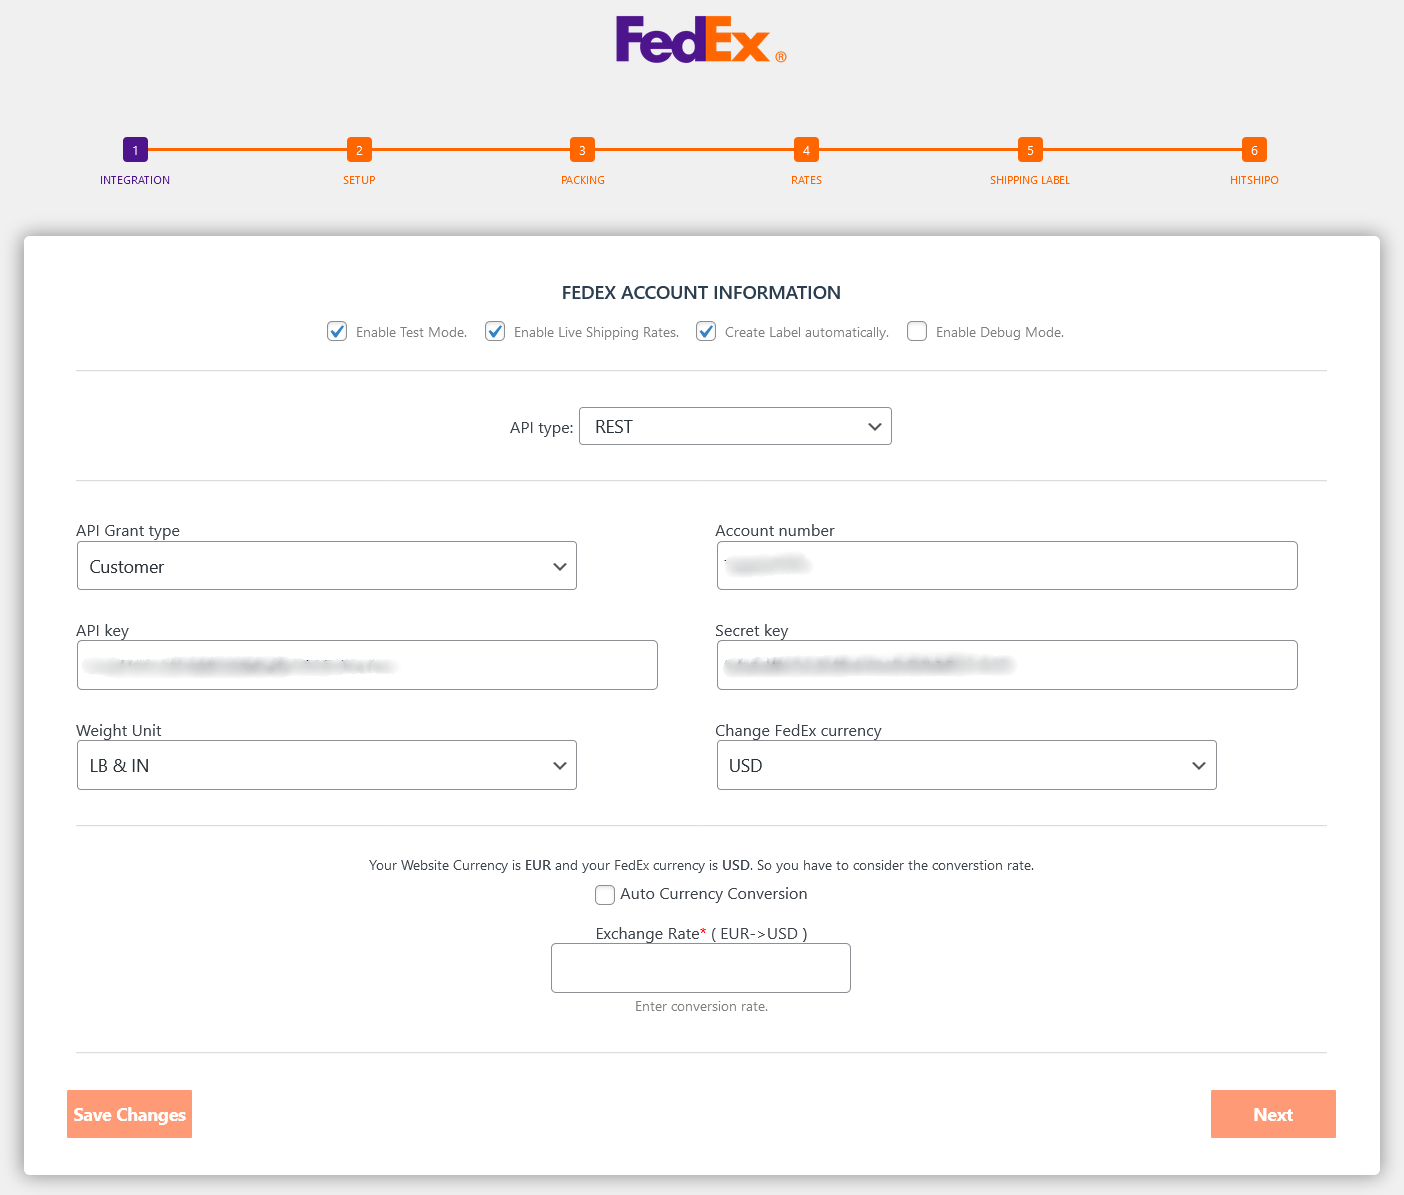 FedEx®
1 2 3 4 5 6
INTEGRATION SETUP PACKING RATES SHIPPING LABEL HITSHIPO
FEDEX ACCOUNT INFORMATION
Enable Test Mode. Enable Live Shipping Rates. Create Label automatically. Enable Debug Mode.
API type: REST
API Grant type Account number
Customer
API key Secret key
Weight Unit Change FedEx currency
LB & IN USD
Your Website Currency is EUR and your FedEx currency is USD. So you have to consider the converstion rate.
Auto Currency Conversion
Exchange Rate* ( EUR->USD )
Enter conversion rate.
Save Changes Next